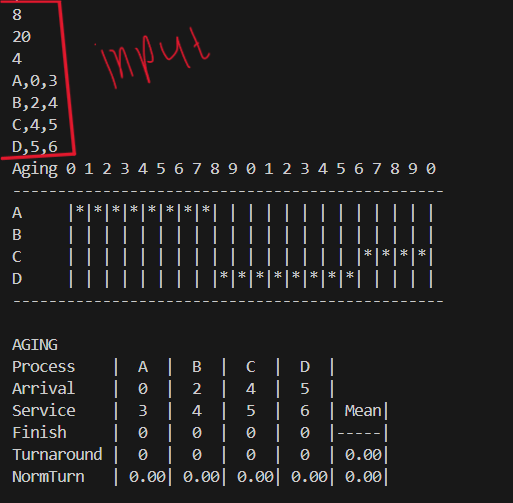 8
20
4
A,0,3
B,2,4
C,4,5
D,5,6
input
Aging 0 1 2 3 4 5 6 7 8 9 0 1 2 3 4 5 6 7 8 9 0
------------------------------------------------
A     |*|*|*|*|*|*|*|*| | | | | | | | | | | | |
B     | | | | | | | | | | | | | | | | | | | | |
C     | | | | | | | | | | | | | | | | |*|*|*|*|
D     | | | | | | | | |*|*|*|*|*|*|*|*| | | | |
------------------------------------------------
AGING
Process    |  A  |  B  |  C  |  D  |
Arrival    |  0  |  2  |  4  |  5  |
Service    |  3  |  4  |  5  |  6  | Mean|
Finish     |  0  |  0  |  0  |  0  |-----|
Turnaround |  0  |  0  |  0  |  0  | 0.00|
NormTurn   | 0.00| 0.00| 0.00| 0.00| 0.00|